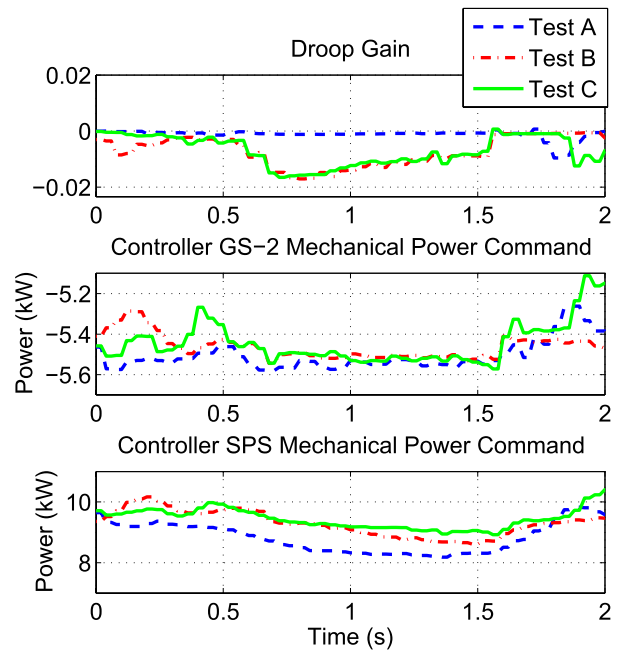 Droop Gain
Test A
Test B
Test C
0.02
0
−0.02
0 0.5 1 1.5 2
Controller GS−2 Mechanical Power Command
Power (kW)
−5.2
−5.4
−5.6
0 0.5 1 1.5 2
Controller SPS Mechanical Power Command
Power (kW)
10
8
0 0.5 1 1.5 2
Time (s)